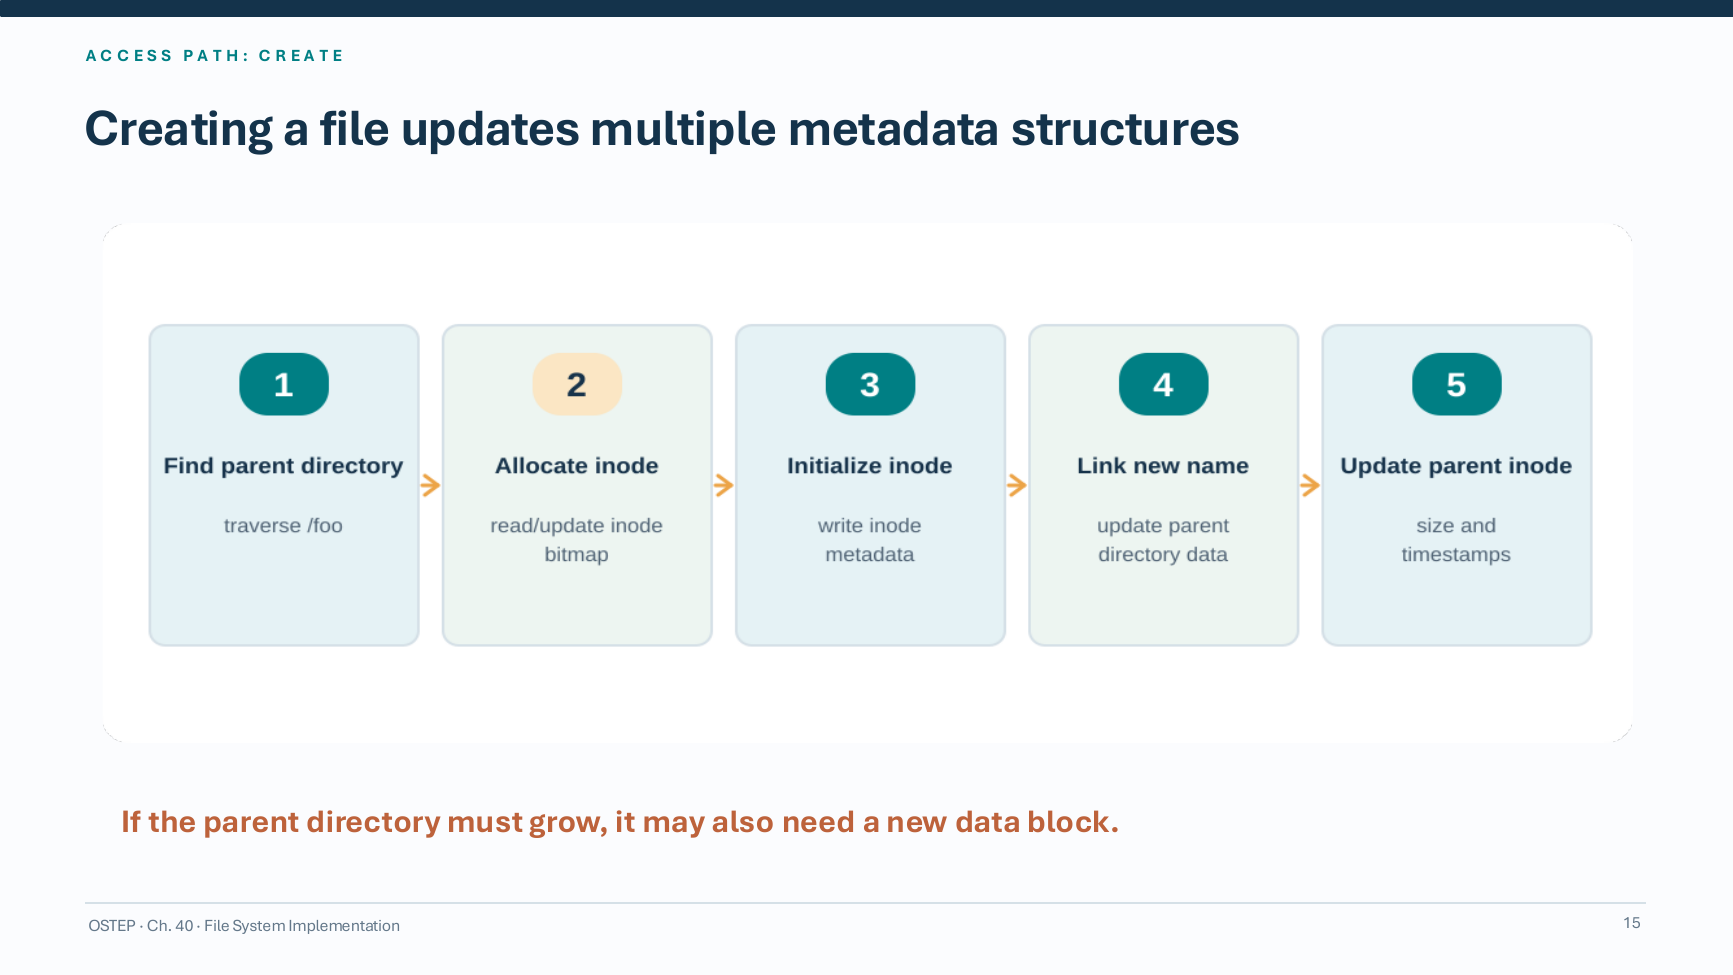 ACCESS PATH: CREATE
Creating a file updates multiple metadata structures
1
Find parent directory
traverse /foo
2
Allocate inode
read/update inode
bitmap
3
Initialize inode
write inode
metadata
4
Link new name
update parent
directory data
5
Update parent inode
size and
timestamps
If the parent directory must grow, it may also need a new data block.
OSTEP · Ch. 40 · File System Implementation
15